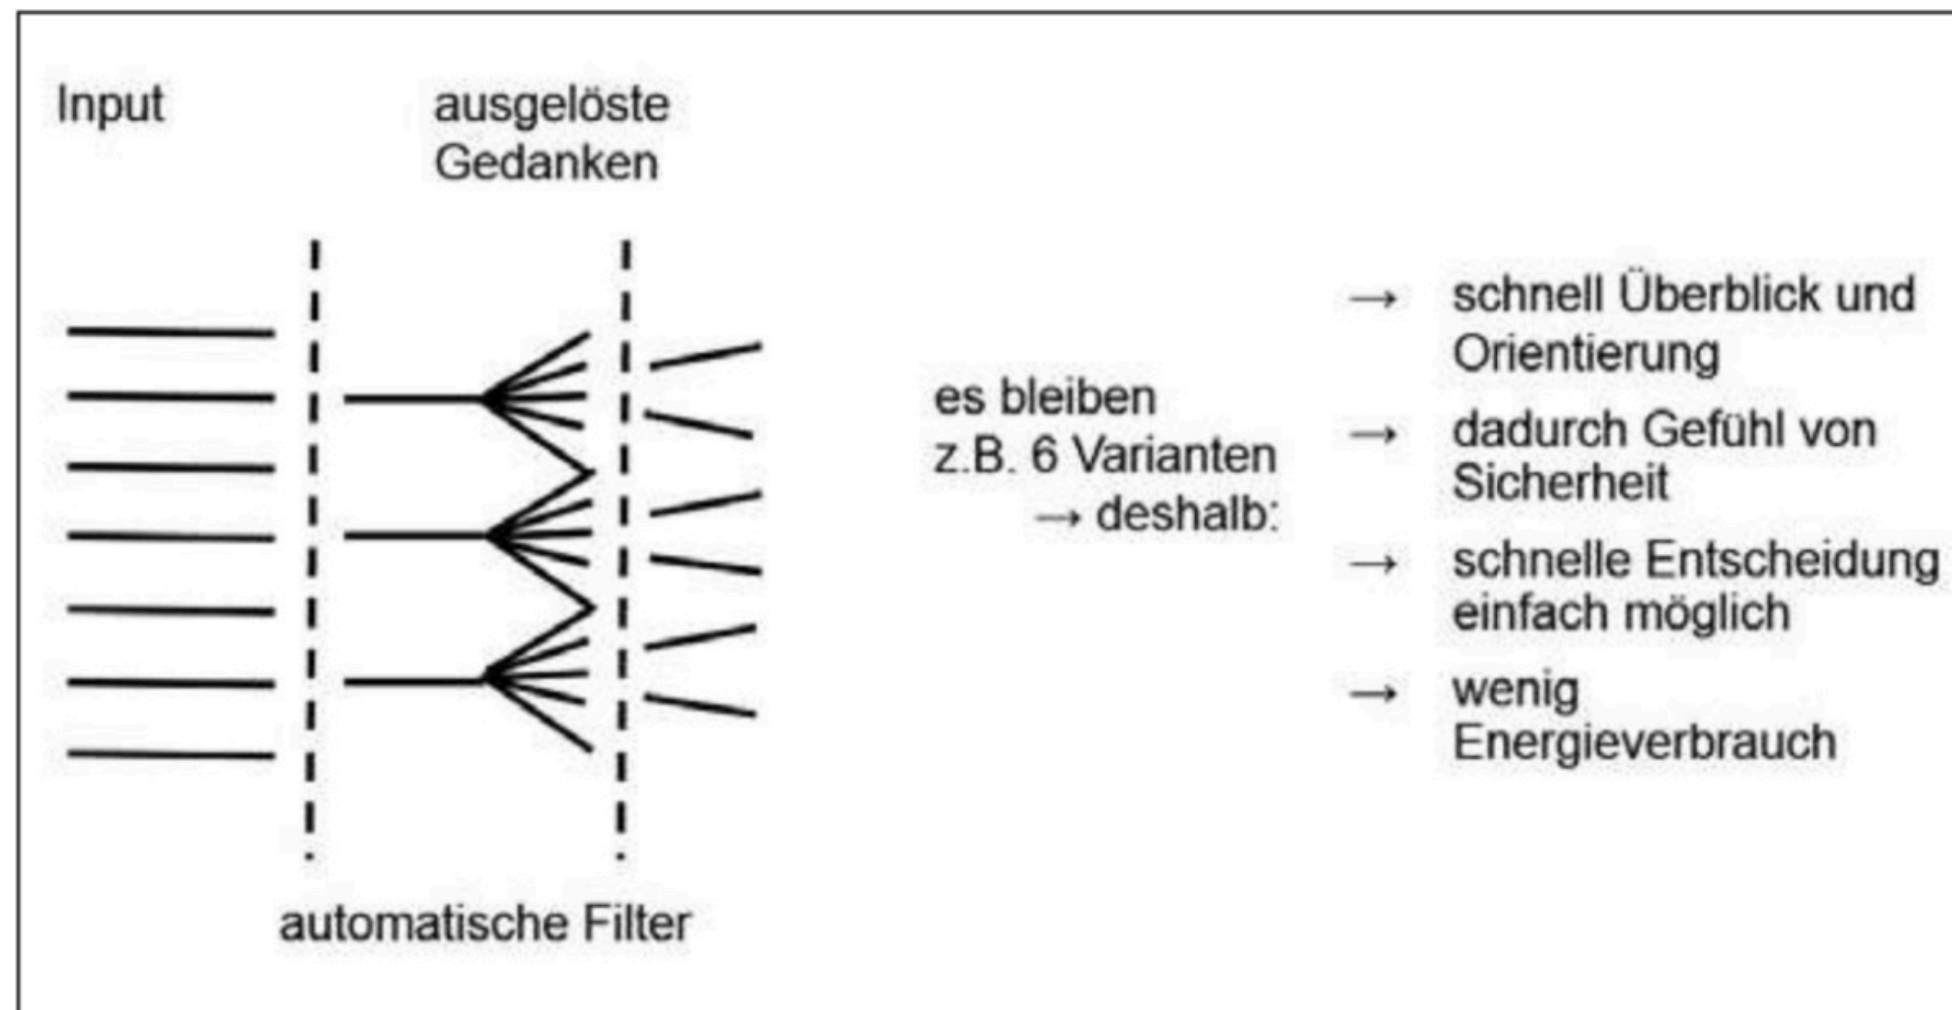 Input
ausgelöste
Gedanken
es bleiben
z.B. 6 Varianten
→ deshalb:
→ schnell Überblick und
Orientierung
→ dadurch Gefühl von
Sicherheit
→ schnelle Entscheidung
einfach möglich
→ wenig
Energieverbrauch
automatische Filter